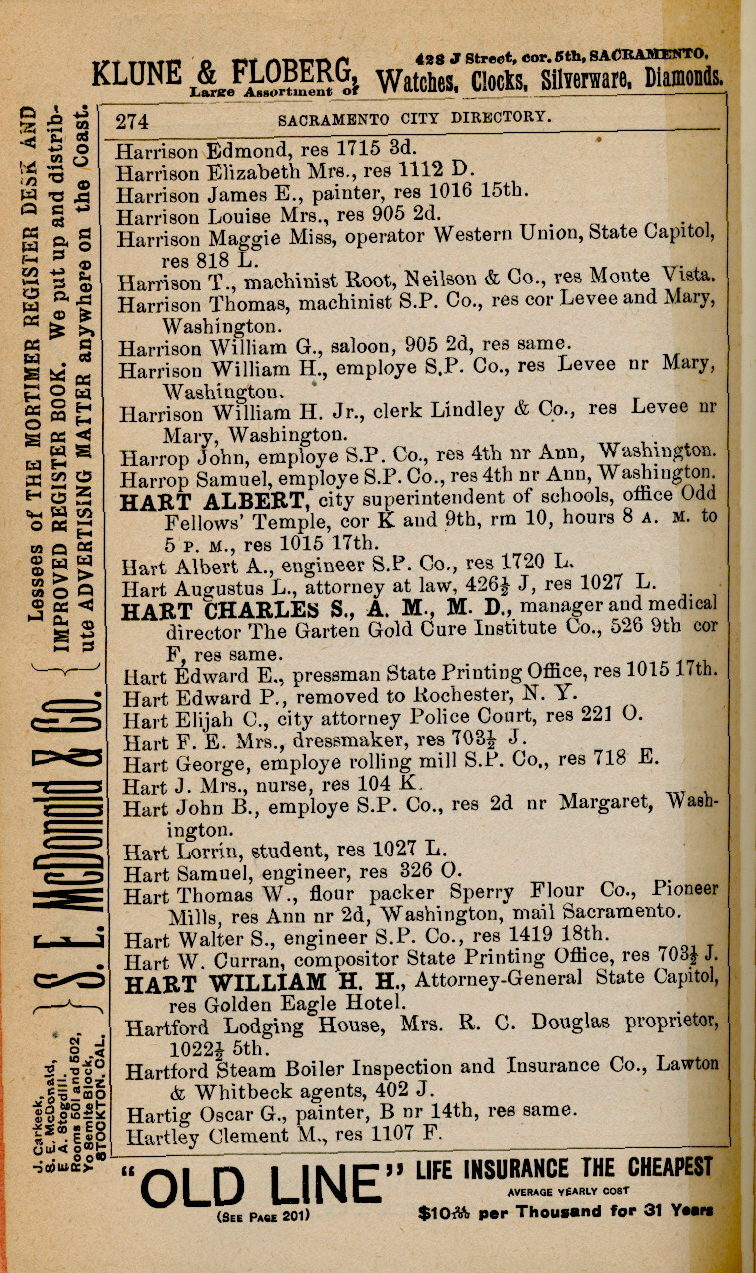 KLUNE & FLOBERG,
Large Assortment of
428 J Street, cor. 5th, SACRAMENTO,
Watches, Clocks, Silverware, Diamonds.
274 SACRAMENTO CITY DIRECTORY.
Harrison Edmond, res 1715 3d.
Harrison Elizabeth Mrs., res 1112 D.
Harrison James E., painter, res 1016 15th.
Harrison Louise Mrs., res 905 2d.
Harrison Maggie Miss, operator Western Union, State Capitol,
res 818 L.
Harrison T., machinist Root, Neilson & Co., res Monte Vista.
Harrison Thomas, machinist S.P. Co., res cor Levee and Mary,
Washington.
Harrison William G., saloon, 905 2d, res same.
Harrison William H., employe S.P. Co., res Levee nr Mary,
Washington.
Harrison William H. Jr., clerk Lindley & Co., res Levee nr
Mary, Washington.
Harrop John, employe S.P. Co., res 4th nr Ann, Washington.
Harrop Samuel, employe S.P. Co., res 4th nr Ann, Washington.
HART ALBERT, city superintendent of schools, office Odd
Fellows' Temple, cor K and 9th, rm 10, hours 8 A. M. to
5 P. M., res 1015 17th.
Hart Albert A., engineer S.P. Co., res 1720 L.
Hart Augustus L., attorney at law, 426½ J, res 1027 L.
HART CHARLES S., A. M., M. D., manager and medical
director The Garten Gold Cure Institute Co., 526 9th cor
F, res same.
Hart Edward E., pressman State Printing Office, res 1015 17th.
Hart Edward P., removed to Rochester, N. Y.
Hart Elijah C., city attorney Police Court, res 221 O.
Hart F. E. Mrs., dressmaker, res 703½ J.
Hart George, employe rolling mill S.P. Co., res 718 E.
Hart J. Mrs., nurse, res 104 K.
Hart John B., employe S.P. Co., res 2d nr Margaret, Wash-
ington.
Hart Lorrin, student, res 1027 L.
Hart Samuel, engineer, res 326 O.
Hart Thomas W., flour packer Sperry Flour Co., Pioneer
Mills, res Ann nr 2d, Washington, mail Sacramento.
Hart Walter S., engineer S.P. Co., res 1419 18th.
Hart W. Curran, compositor State Printing Office, res 703½ J.
HART WILLIAM H. H., Attorney-General State Capitol,
res Golden Eagle Hotel.
Hartford Lodging House, Mrs. R. C. Douglas proprietor,
1022½ 5th.
Hartford Steam Boiler Inspection and Insurance Co., Lawton
& Whitbeck agents, 402 J.
Hartig Oscar G., painter, B nr 14th, res same.
Hartley Clement M., res 1107 F.
J. Carkeek,
S. E. McDonald,
E. A. Stogdill.
Rooms 501 and 502,
Yo Semite Block,
STOCKTON, CAL.
S. E. McDonald & Co.
Lessees of THE MORTIMER REGISTER DESK AND
IMPROVED REGISTER BOOK. We put up and distrib-
ute ADVERTISING MATTER anywhere on the Coast.
"OLD LINE"
(SEE PAGE 201)
LIFE INSURANCE THE CHEAPEST
AVERAGE YEARLY COST
per Thousand for 31 Years